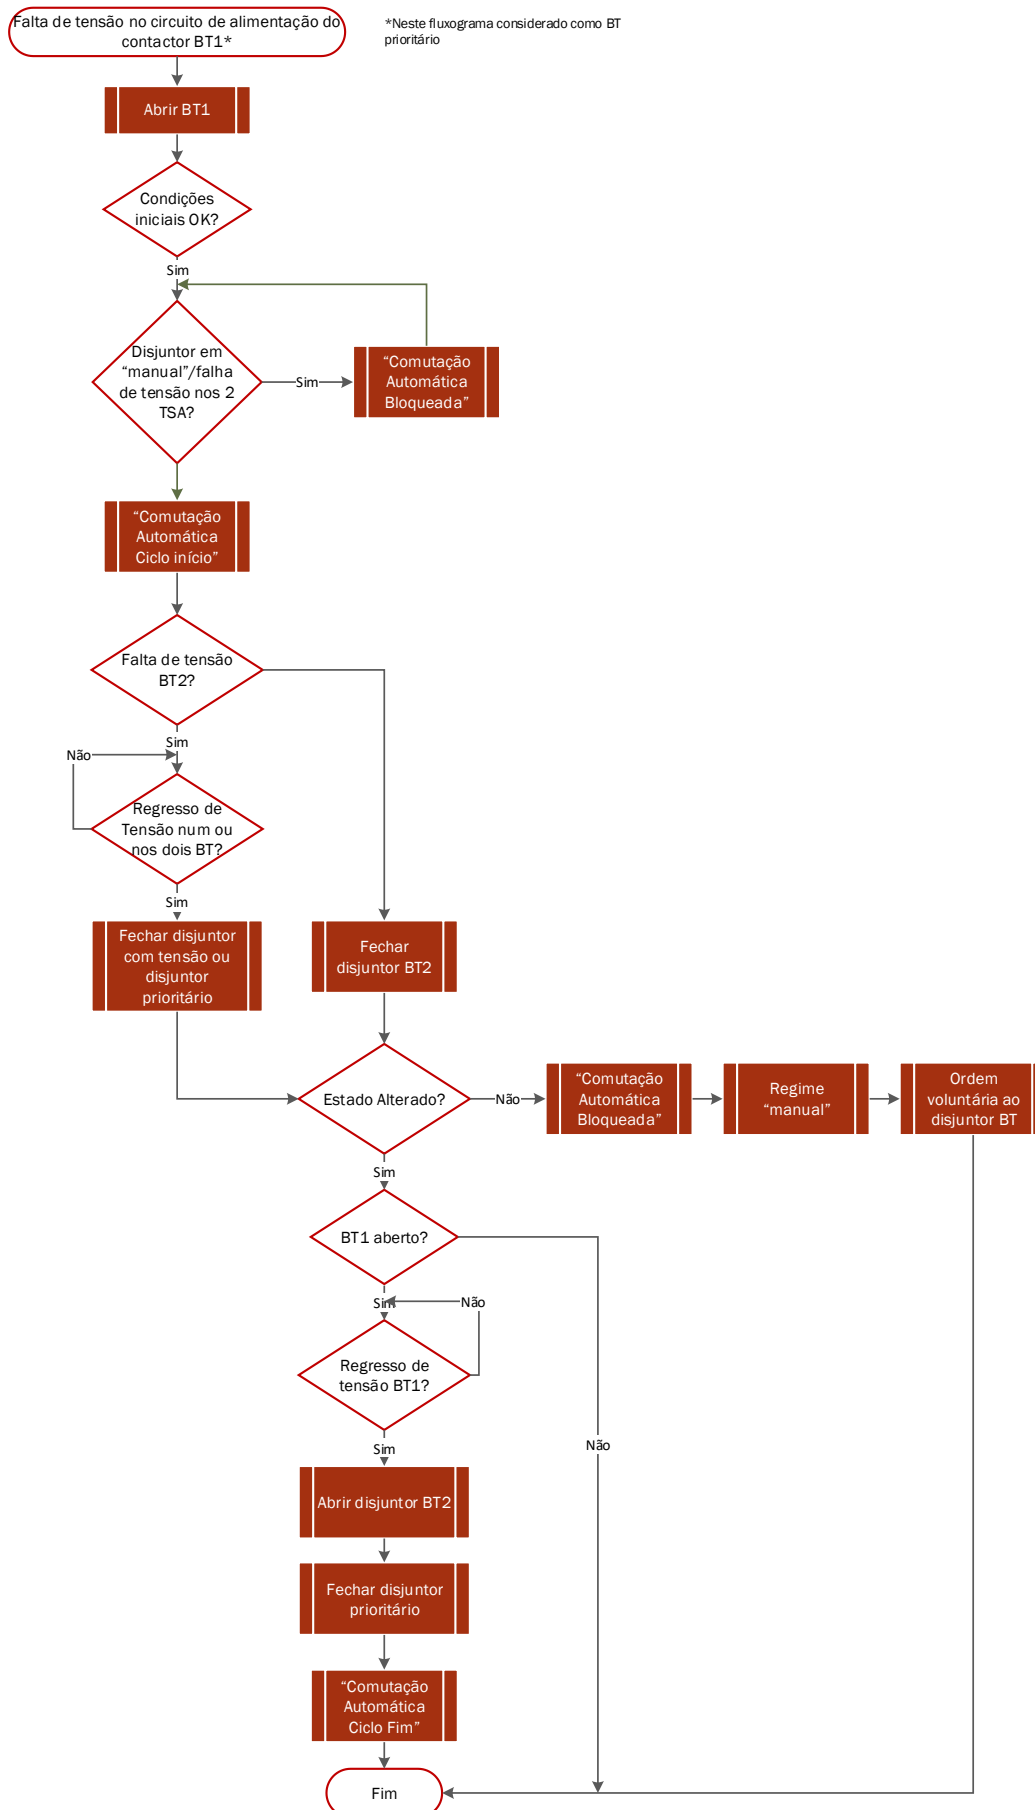 Falta de tensão no circuito de alimentação do
contactor BT1*
*Neste fluxograma considerado como BT
prioritário
Abrir BT1
Condições
iniciais OK?
Sim
Disjuntor em
“manual”/falha
de tensão nos 2
TSA?
Sim
“Comutação
Automática
Bloqueada”
“Comutação
Automática
Ciclo início”
Falta de tensão
BT2?
Sim
Não
Regresso de
Tensão num ou
nos dois BT?
Sim
Fechar disjuntor
com tensão ou
disjuntor
prioritário
Fechar
disjuntor BT2
Estado Alterado?
Não
“Comutação
Automática
Bloqueada”
Regime
“manual”
Ordem
voluntária ao
disjuntor BT
Sim
BT1 aberto?
Sim
Não
Regresso de
tensão BT1?
Não
Sim
Abrir disjuntor BT2
Fechar disjuntor
prioritário
“Comutação
Automática
Ciclo Fim”
Fim